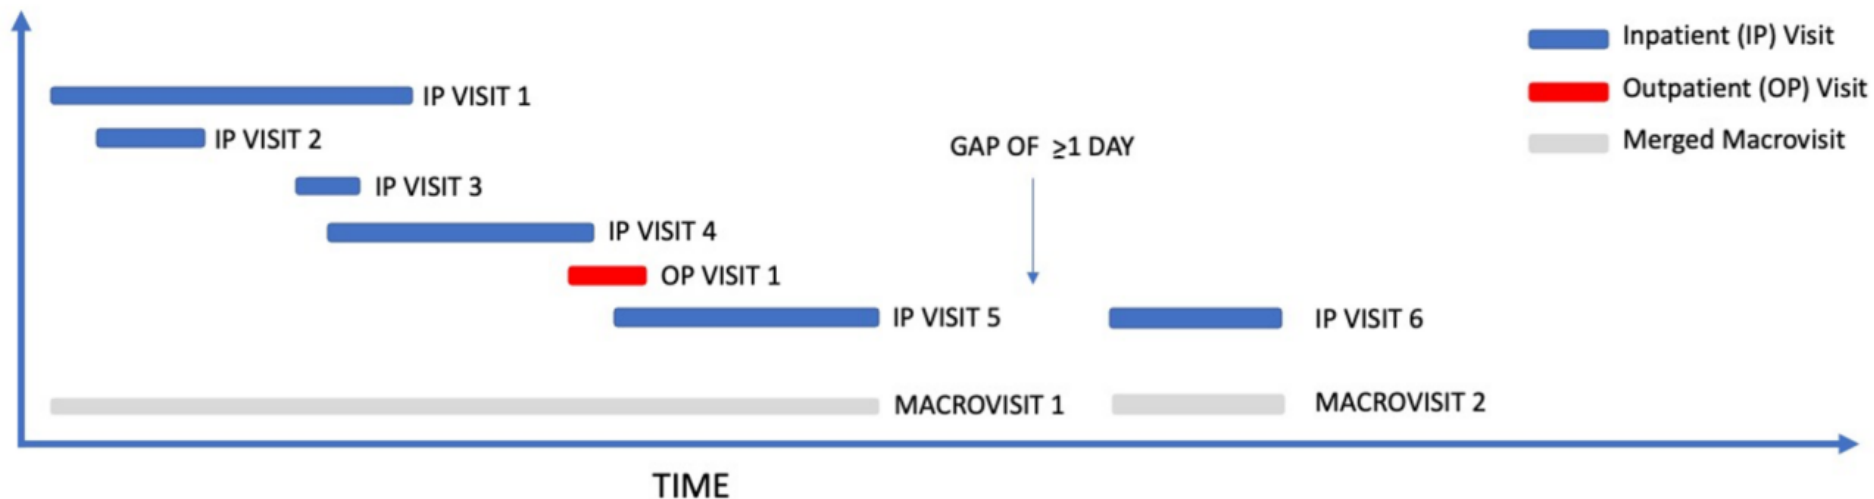 Inpatient (IP) Visit
Outpatient (OP) Visit
Merged Macrovisit
IP VISIT 1
IP VISIT 2
GAP OF ≥1 DAY
IP VISIT 3
IP VISIT 4
OP VISIT 1
IP VISIT 5
IP VISIT 6
MACROVISIT 1
MACROVISIT 2
TIME